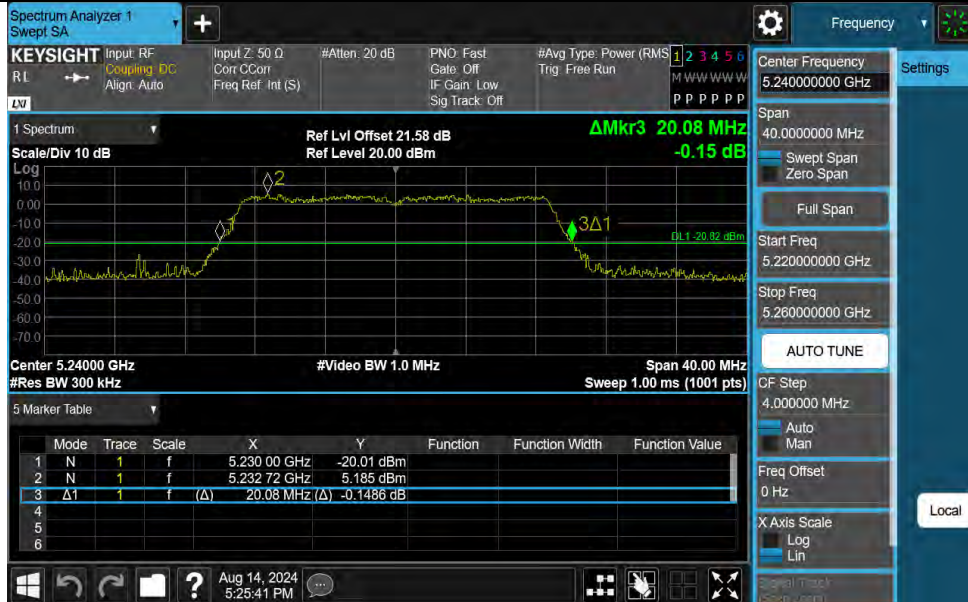 Spectrum Analyzer 1
Swept SA
Frequency
KEYSIGHT
RL
LXI
Input: RF
Coupling: DC
Align: Auto
Input Z: 50 Ω
Corr CCorr
Freq Ref: Int (S)
#Atten: 20 dB
PNO: Fast
Gate: Off
IF Gain: Low
Sig Track: Off
#Avg Type: Power (RMS
Trig: Free Run
1 2 3 4 5 6
M W W W W W
P P P P P P
1 Spectrum
Scale/Div 10 dB
Ref Lvl Offset 21.58 dB
Ref Level 20.00 dBm
ΔMkr3 20.08 MHz
-0.15 dB
Log
10.0
0.00
-10.0
-20.0
-30.0
-40.0
-50.0
-60.0
-70.0
2
1
3Δ1
DL1 -20.82 dBm
Center 5.24000 GHz
#Res BW 300 kHz
#Video BW 1.0 MHz
Span 40.00 MHz
Sweep 1.00 ms (1001 pts)
5 Marker Table
Mode Trace Scale X Y Function Function Width Function Value
1 N 1 f 5.230 00 GHz -20.01 dBm
2 N 1 f 5.232 72 GHz 5.185 dBm
3 Δ1 1 f (Δ) 20.08 MHz (Δ) -0.1486 dB
4
5
6
Aug 14, 2024
5:25:41 PM
Center Frequency
5.240000000 GHz
Span
40.0000000 MHz
Swept Span
Zero Span
Full Span
Start Freq
5.220000000 GHz
Stop Freq
5.260000000 GHz
AUTO TUNE
CF Step
4.000000 MHz
Auto
Man
Freq Offset
0 Hz
X Axis Scale
Log
Lin
Signal Track
(Span Zoom)
Settings
Local